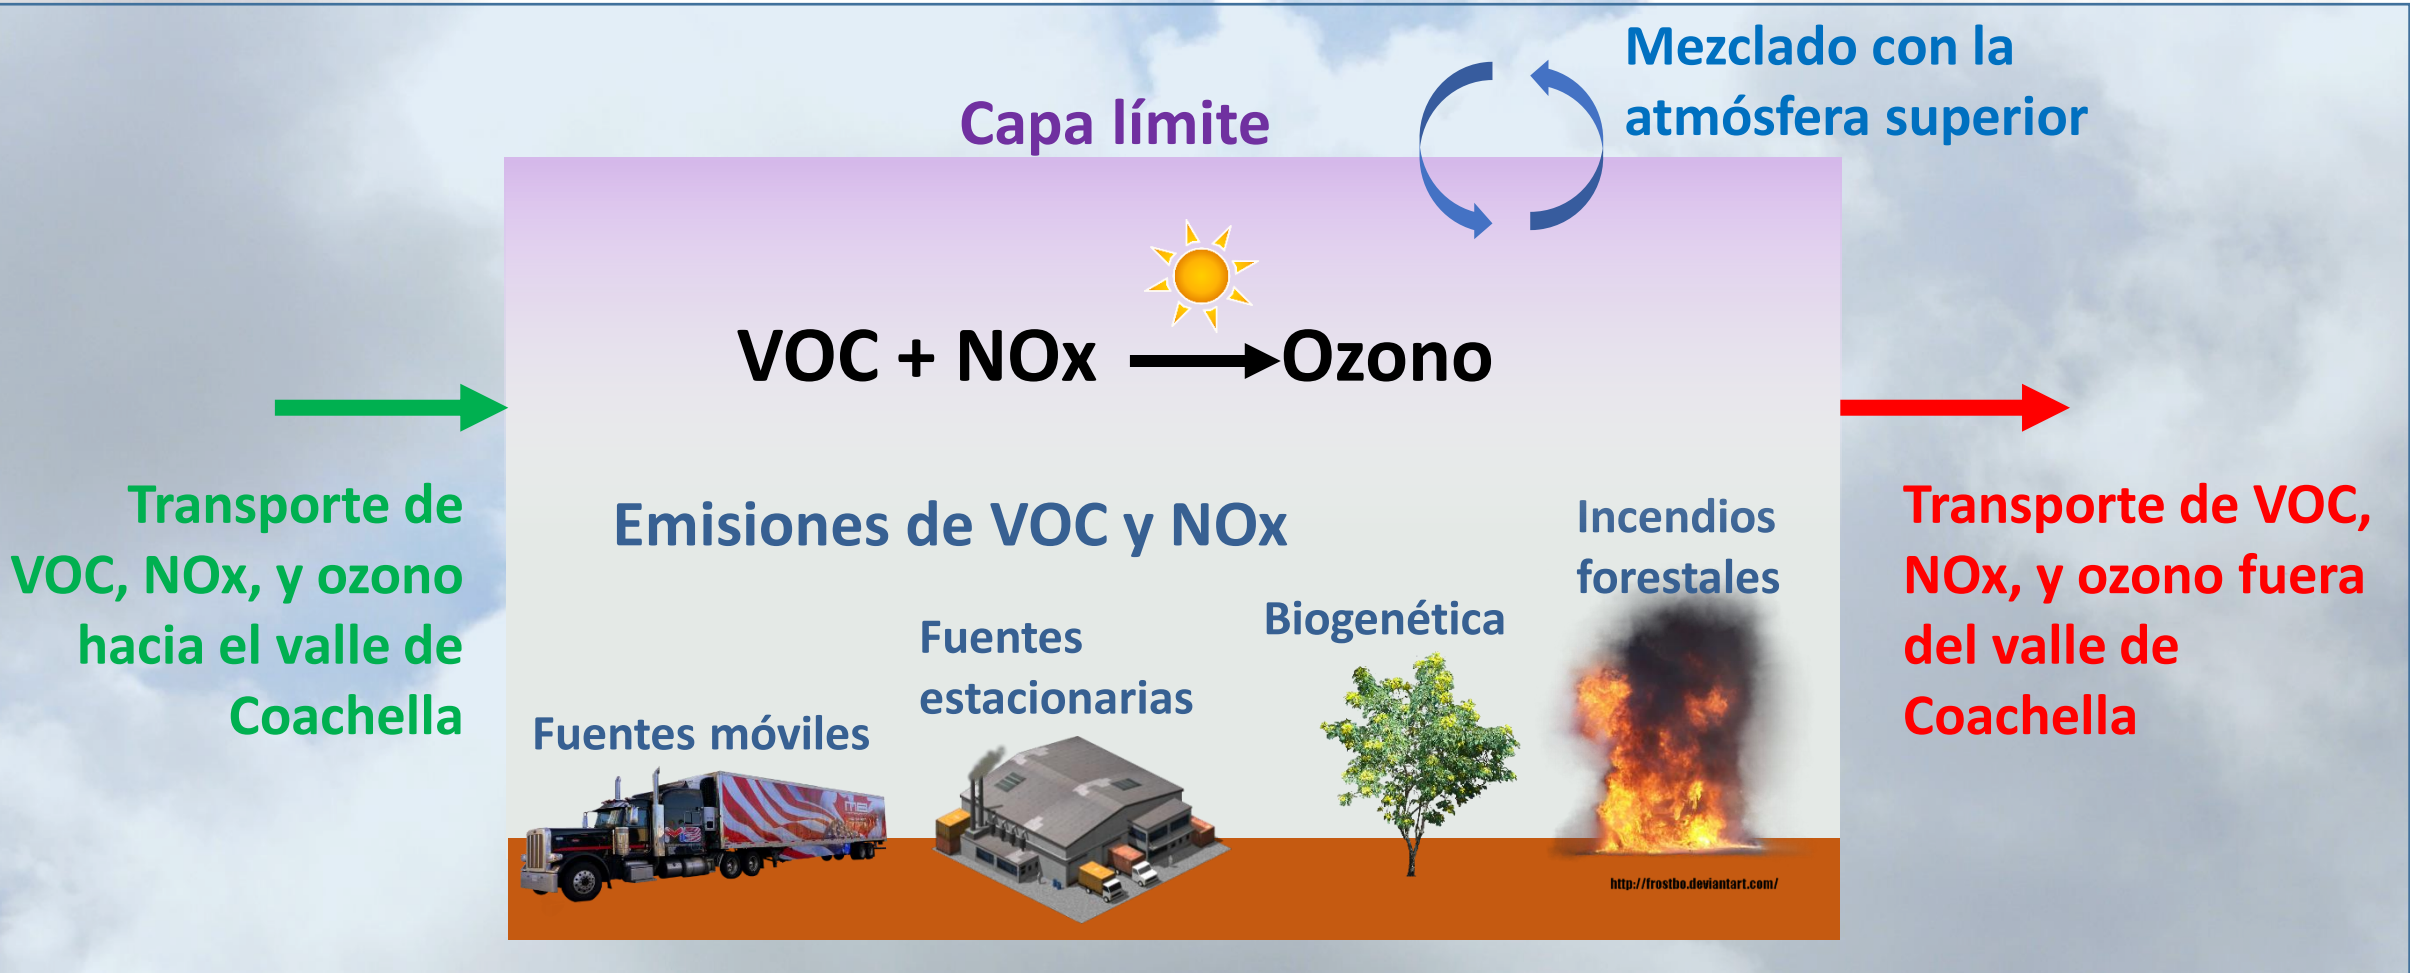 Mezclado con la
atmósfera superior
Capa límite
VOC + NOx → Ozono
Transporte de
VOC, NOx, y ozono
hacia el valle de
Coachella
Emisiones de VOC y NOx
Fuentes móviles
Fuentes
estacionarias
Biogenética
Incendios
forestales
http://frostbo.deviantart.com/
Transporte de VOC,
NOx, y ozono fuera
del valle de
Coachella